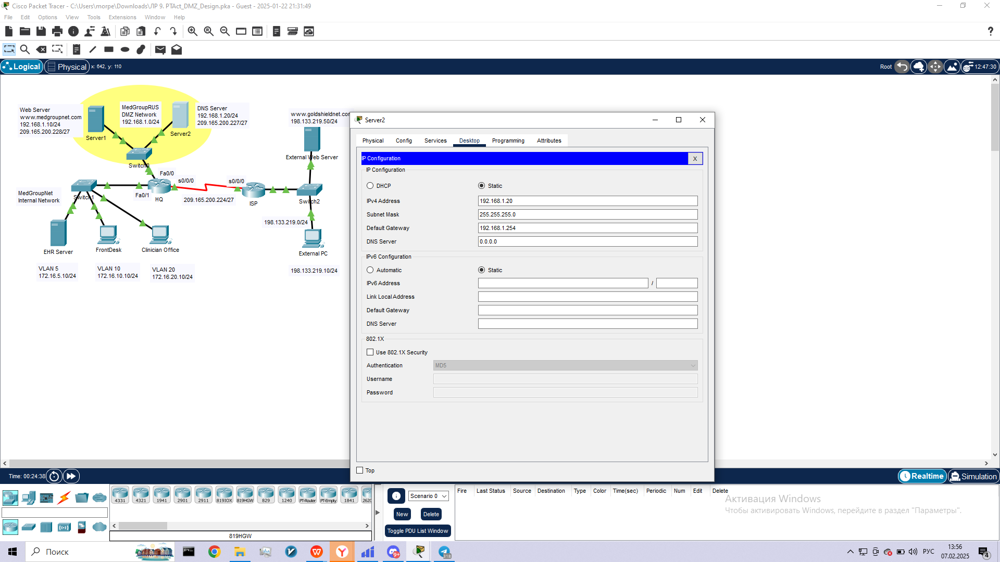 Cisco Packet Tracer - C:\Users\morpe\Downloads\ЛР 9. PTAct_DMZ_Design.pka - Guest - 2025-01-22 21:31:49
File Edit Options View Tools Extensions Window Help
Logical Physical x: 642, y: 110 Root 12:47:30
Web Server
www.medgroupnet.com
192.168.1.10/24
209.165.200.228/27
Server1
MedGroupRUS
DMZ Network
192.168.1.0/24
DNS Server
192.168.1.20/24
209.165.200.227/27
Server2
Switch0
www.goldshieldnet.com
198.133.219.50/24
External Web Server
Fa0/0
s0/0/0
s0/0/0
Fa0/1
HQ
209.165.200.224/27
ISP
Switch2
MedGroupNet
Internal Network
Switch1
198.133.219.0/24
EHR Server
FrontDesk
Clinician Office
External PC
VLAN 5
172.16.5.10/24
VLAN 10
172.16.10.10/24
VLAN 20
172.16.20.10/24
198.133.219.10/24
Server2
Physical Config Services Desktop Programming Attributes
IP Configuration X
IP Configuration
DHCP Static
IPv4 Address 192.168.1.20
Subnet Mask 255.255.255.0
Default Gateway 192.168.1.254
DNS Server 0.0.0.0
IPv6 Configuration
Automatic Static
IPv6 Address /
Link Local Address
Default Gateway
DNS Server
802.1X
Use 802.1X Security
Authentication MD5
Username
Password
Top
Time: 00:24:38 Realtime Simulation
4331 4321 1941 2901 2911 819IOX 819HGW 829 1240 PT-Router PT-Empty 1841 2620
819HGW
Scenario 0
New Delete
Toggle PDU List Window
Fire Last Status Source Destination Type Color Time(sec) Periodic Num Edit Delete
Активация Windows
Чтобы активировать Windows, перейдите в раздел "Параметры".
Поиск
9+
318
РУС
13:56
07.02.2025
4